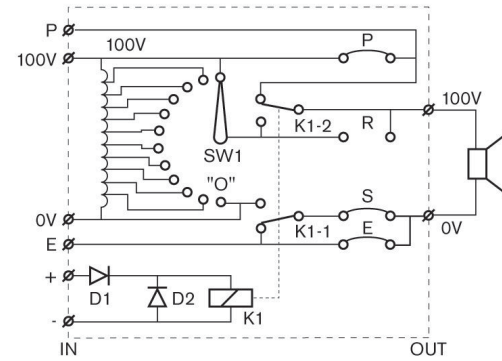 P
100V
100V
P
100V
K1-2
R
SW1
"O"
S
0V
K1-1
E
0V
E
+
D1
D2
K1
-
IN
OUT